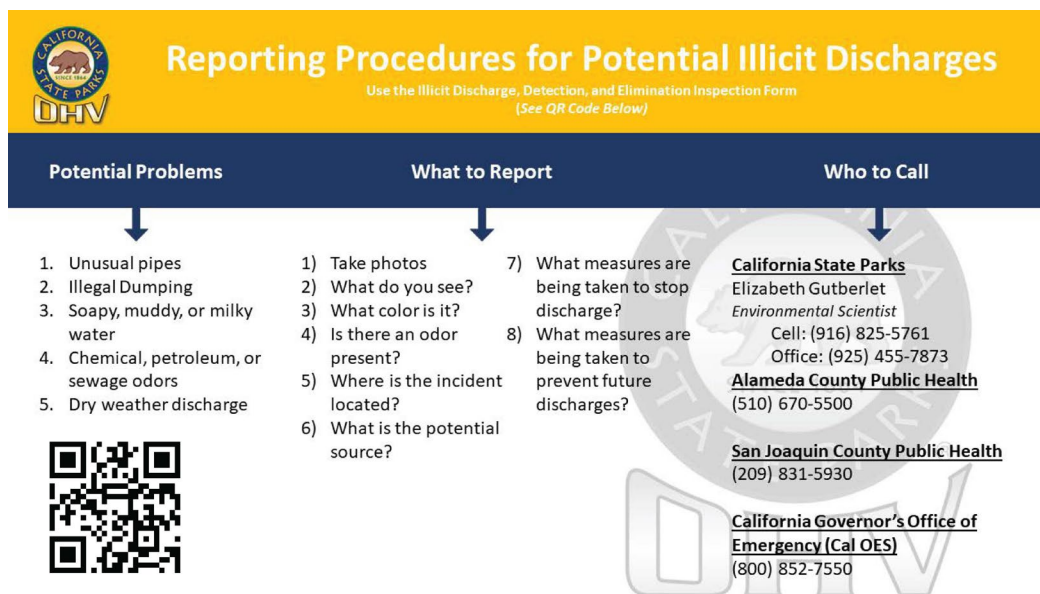 CALIFORNIA
SINCE 1864
STATE PARKS
OHV
Reporting Procedures for Potential Illicit Discharges
Use the Illicit Discharge, Detection, and Elimination Inspection Form
(See QR Code Below)
Potential Problems
1. Unusual pipes
2. Illegal Dumping
3. Soapy, muddy, or milky
water
4. Chemical, petroleum, or
sewage odors
5. Dry weather discharge
What to Report
1) Take photos
2) What do you see?
3) What color is it?
4) Is there an odor
present?
5) Where is the incident
located?
6) What is the potential
source?
7) What measures are
being taken to stop
discharge?
8) What measures are
being taken to
prevent future
discharges?
Who to Call
California State Parks
Elizabeth Gutberlet
Environmental Scientist
Cell: (916) 825-5761
Office: (925) 455-7873
Alameda County Public Health
(510) 670-5500
San Joaquin County Public Health
(209) 831-5930
California Governor's Office of
Emergency (Cal OES)
(800) 852-7550
CALIFORNIA
STATE PARKS
OHV